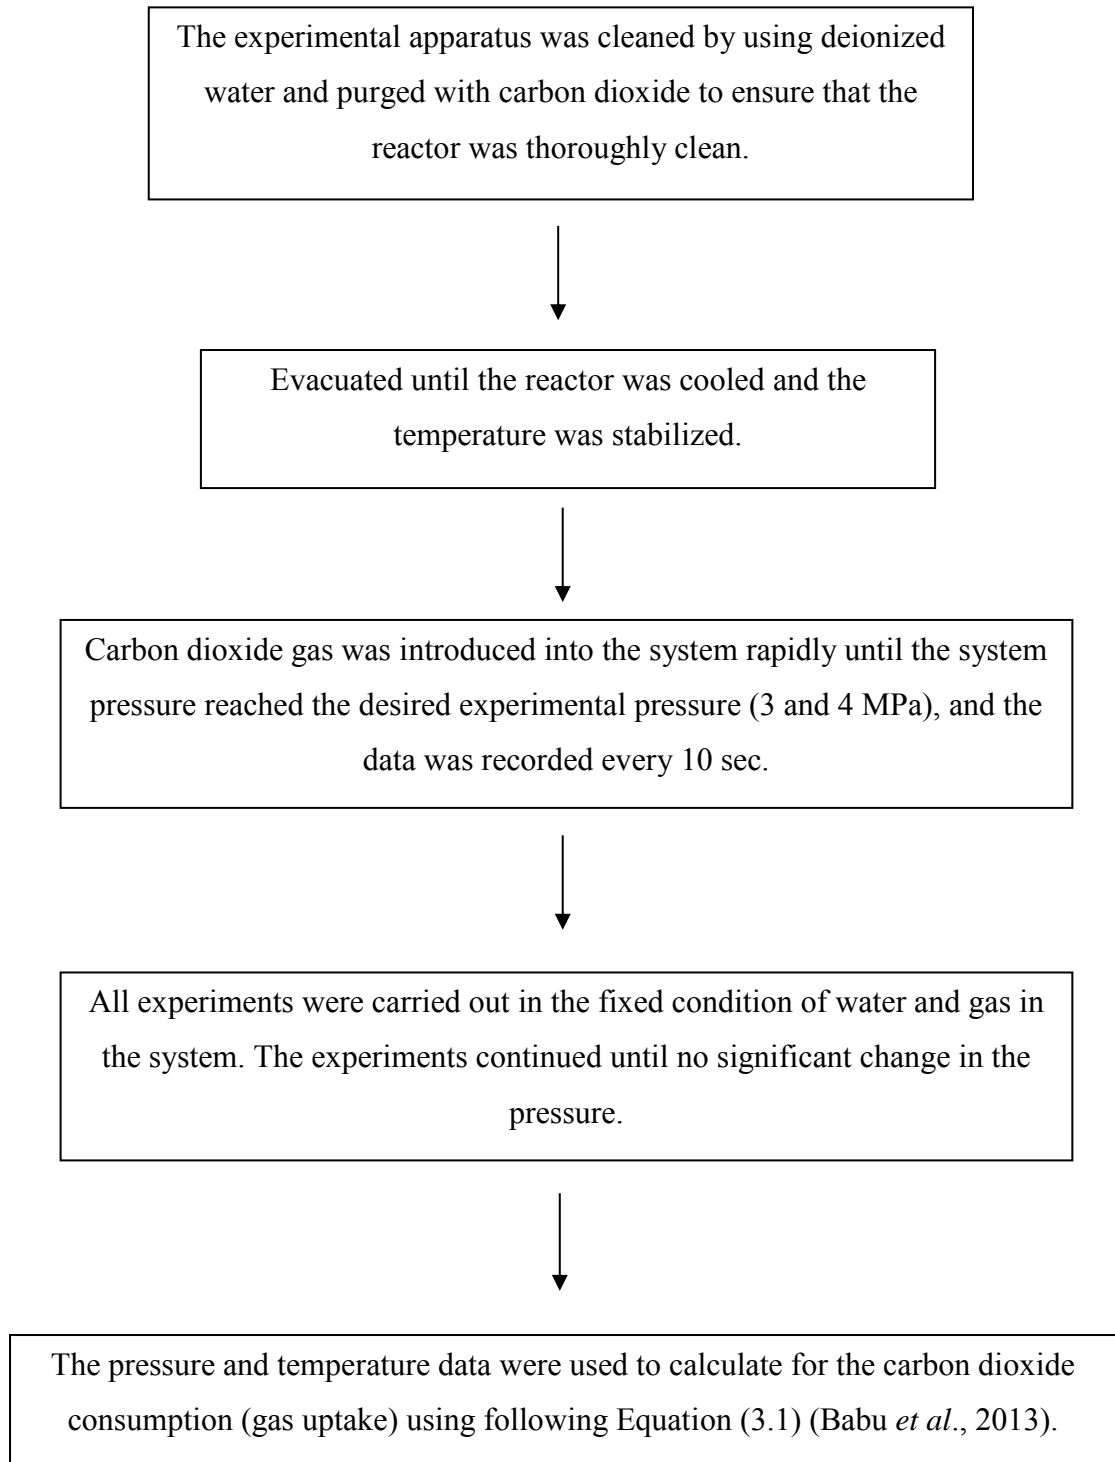 The experimental apparatus was cleaned by using deionized
water and purged with carbon dioxide to ensure that the
reactor was thoroughly clean.
Evacuated until the reactor was cooled and the
temperature was stabilized.
Carbon dioxide gas was introduced into the system rapidly until the system
pressure reached the desired experimental pressure (3 and 4 MPa), and the
data was recorded every 10 sec.
All experiments were carried out in the fixed condition of water and gas in
the system. The experiments continued until no significant change in the
pressure.
The pressure and temperature data were used to calculate for the carbon dioxide
consumption (gas uptake) using following Equation (3.1) (Babu et al., 2013).